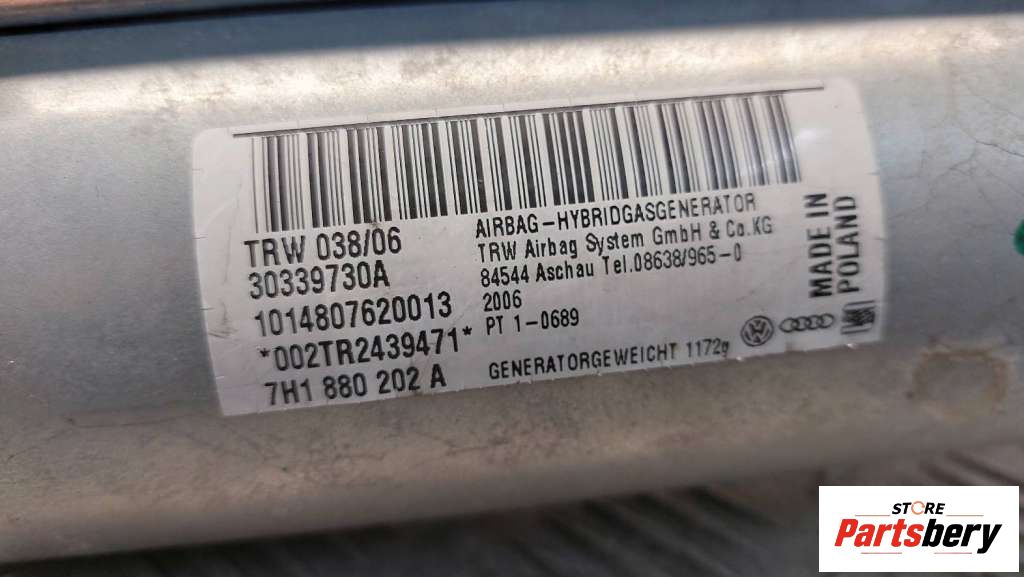 TRW 038/06
30339730A
1014807620013
*002TR2439471*
7H1 880 202 A
AIRBAG-HYBRIDGASGENERATOR
TRW Airbag System GmbH & Co.KG
84544 Aschau Tel.08638/965-0
2006
PT 1-0689
GENERATORGEWEICHT 1172g
MADE IN
POLAND
STORE
Partsbery